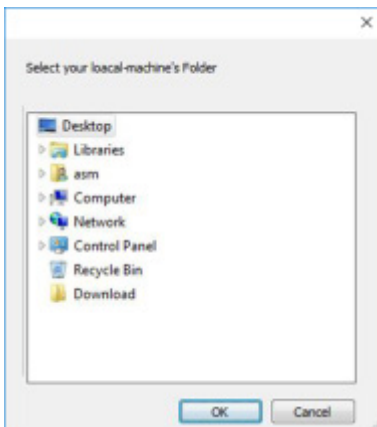 Select your loacal-machine's Folder
Desktop
Libraries
asm
Computer
Network
Control Panel
Recycle Bin
Download
OK
Cancel